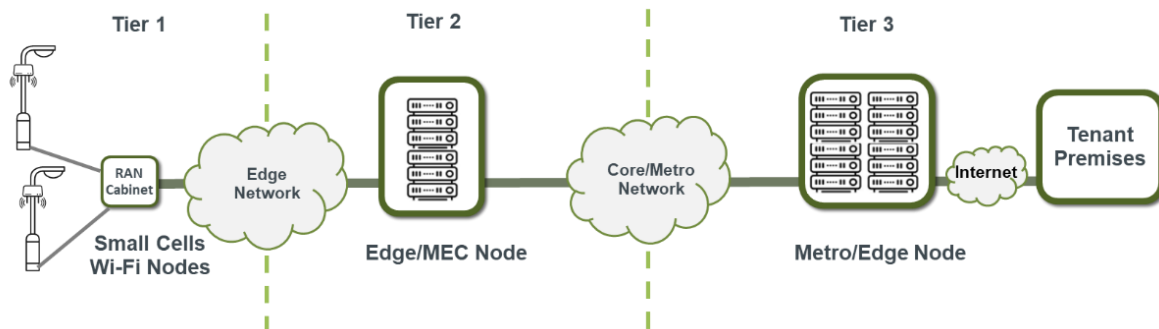 Tier 1
Tier 2
Tier 3
RAN
Cabinet
Edge
Network
Core/Metro
Network
Internet
Tenant
Premises
Small Cells
Wi-Fi Nodes
Edge/MEC Node
Metro/Edge Node